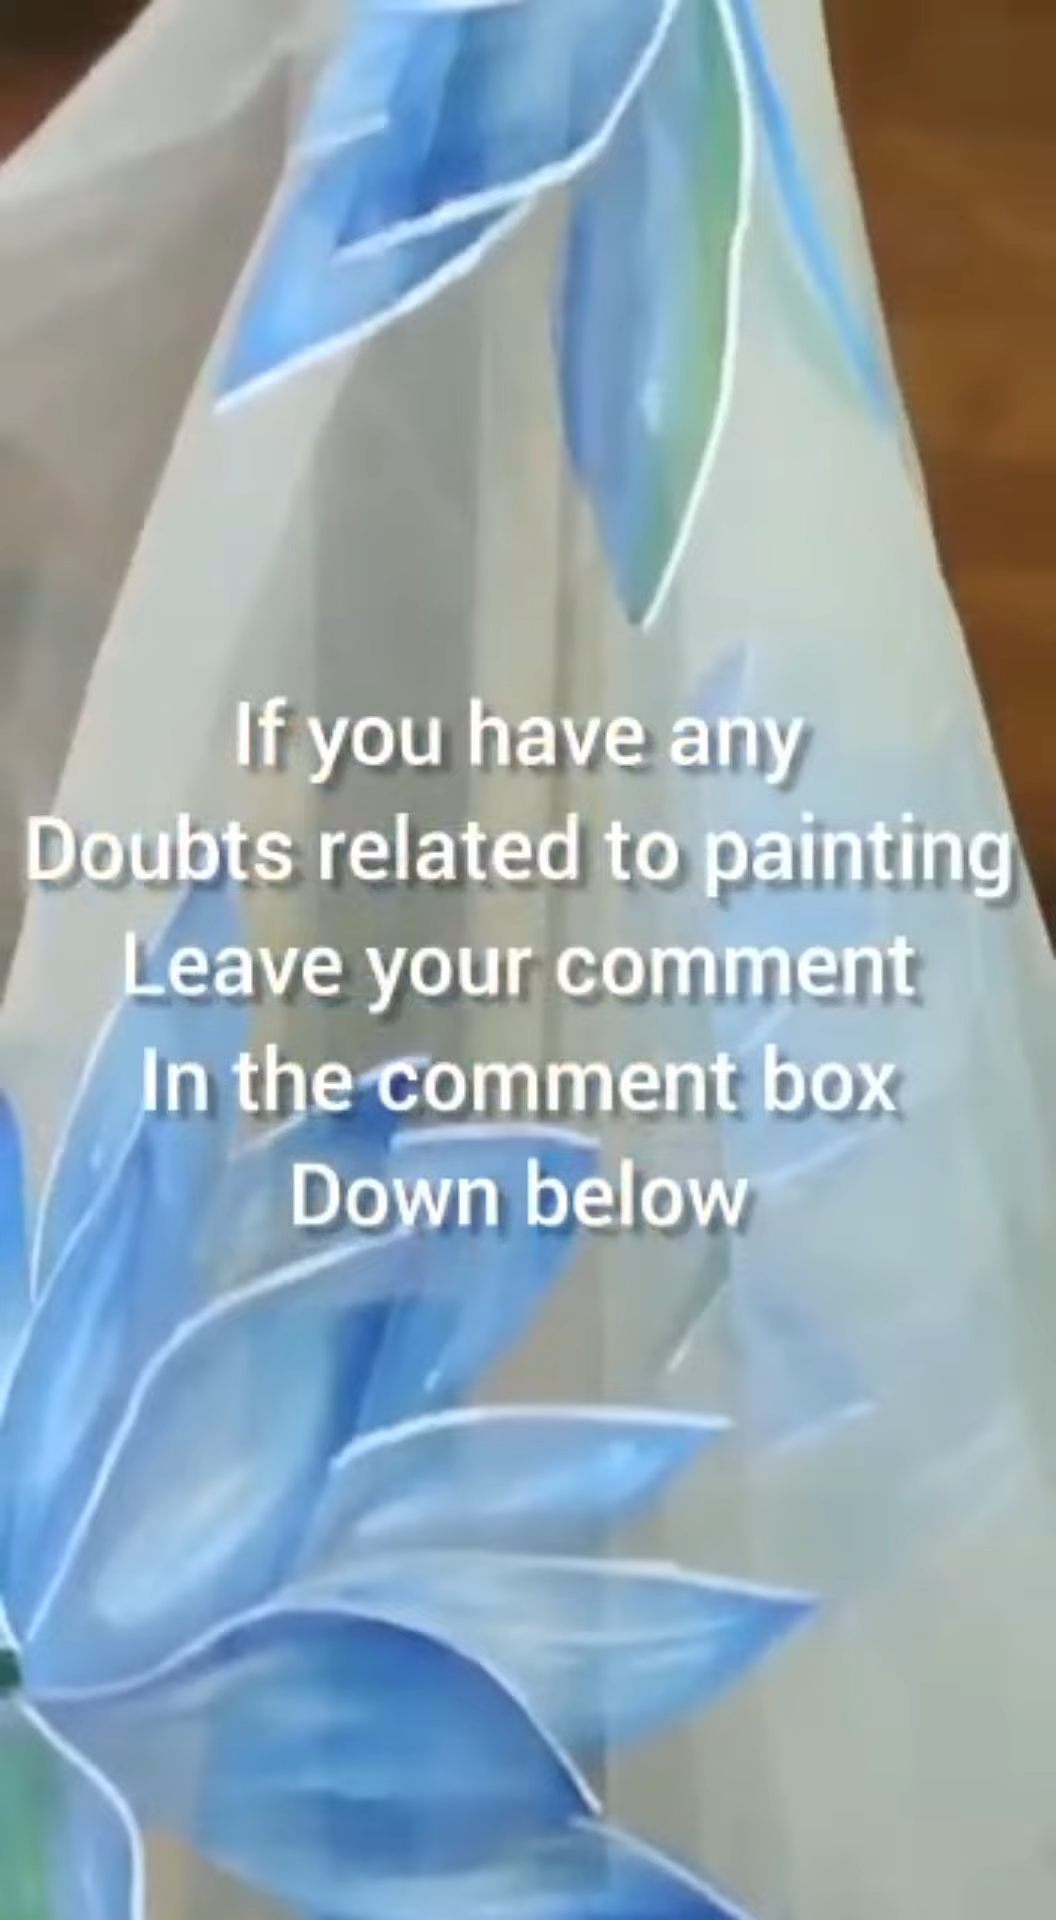 If you have any
Doubts related to painting
Leave your comment
In the comment box
Down below